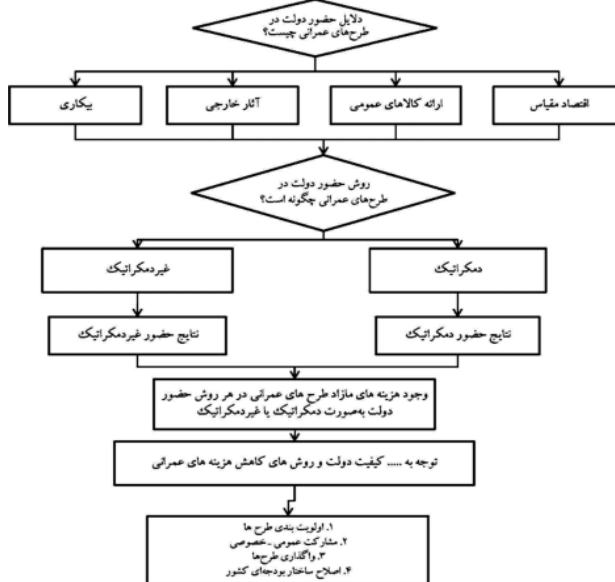 دلایل حضور دولت در
طرح‌های عمرانی چیست؟
اقتصاد مقیاس
ارائه کالاهای عمومی
آثار خارجی
بیکاری
روش حضور دولت در
طرح‌های عمرانی چگونه است؟
دمکراتیک
غیردمکراتیک
نتایج حضور دمکراتیک
نتایج حضور غیردمکراتیک
وجود هزینه های مازاد طرح های عمرانی در هر روش حضور
دولت به‌صورت دمکراتیک یا غیردمکراتیک
توجه به ..... کیفیت دولت و روش های کاهش هزینه های عمرانی
۱. اولویت بندی طرح ها
۲. مشارکت عمومی ـ خصوصی
۳. واگذاری طرح‌ها
۴. اصلاح ساختار بودجه‌ای کشور